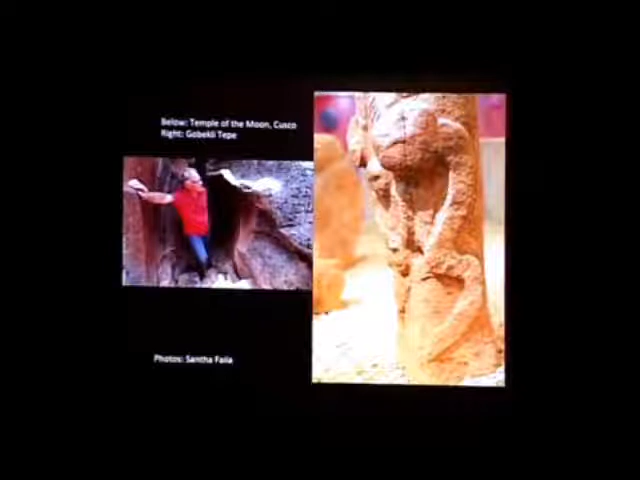 Below: Temple of the Moon, Cusco
Right: Gobekli Tepe
Photos: Santha Faiia